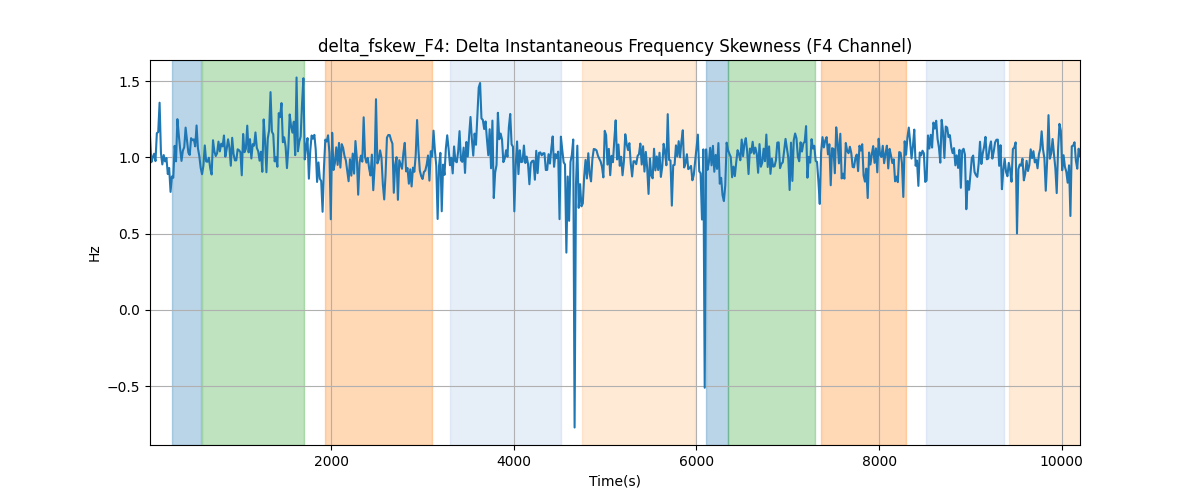 delta_fskew_F4: Delta Instantaneous Frequency Skewness (F4 Channel)
1.5
1.0
0.5
0.0
−0.5
Hz
2000 4000 6000 8000 10000
Time(s)